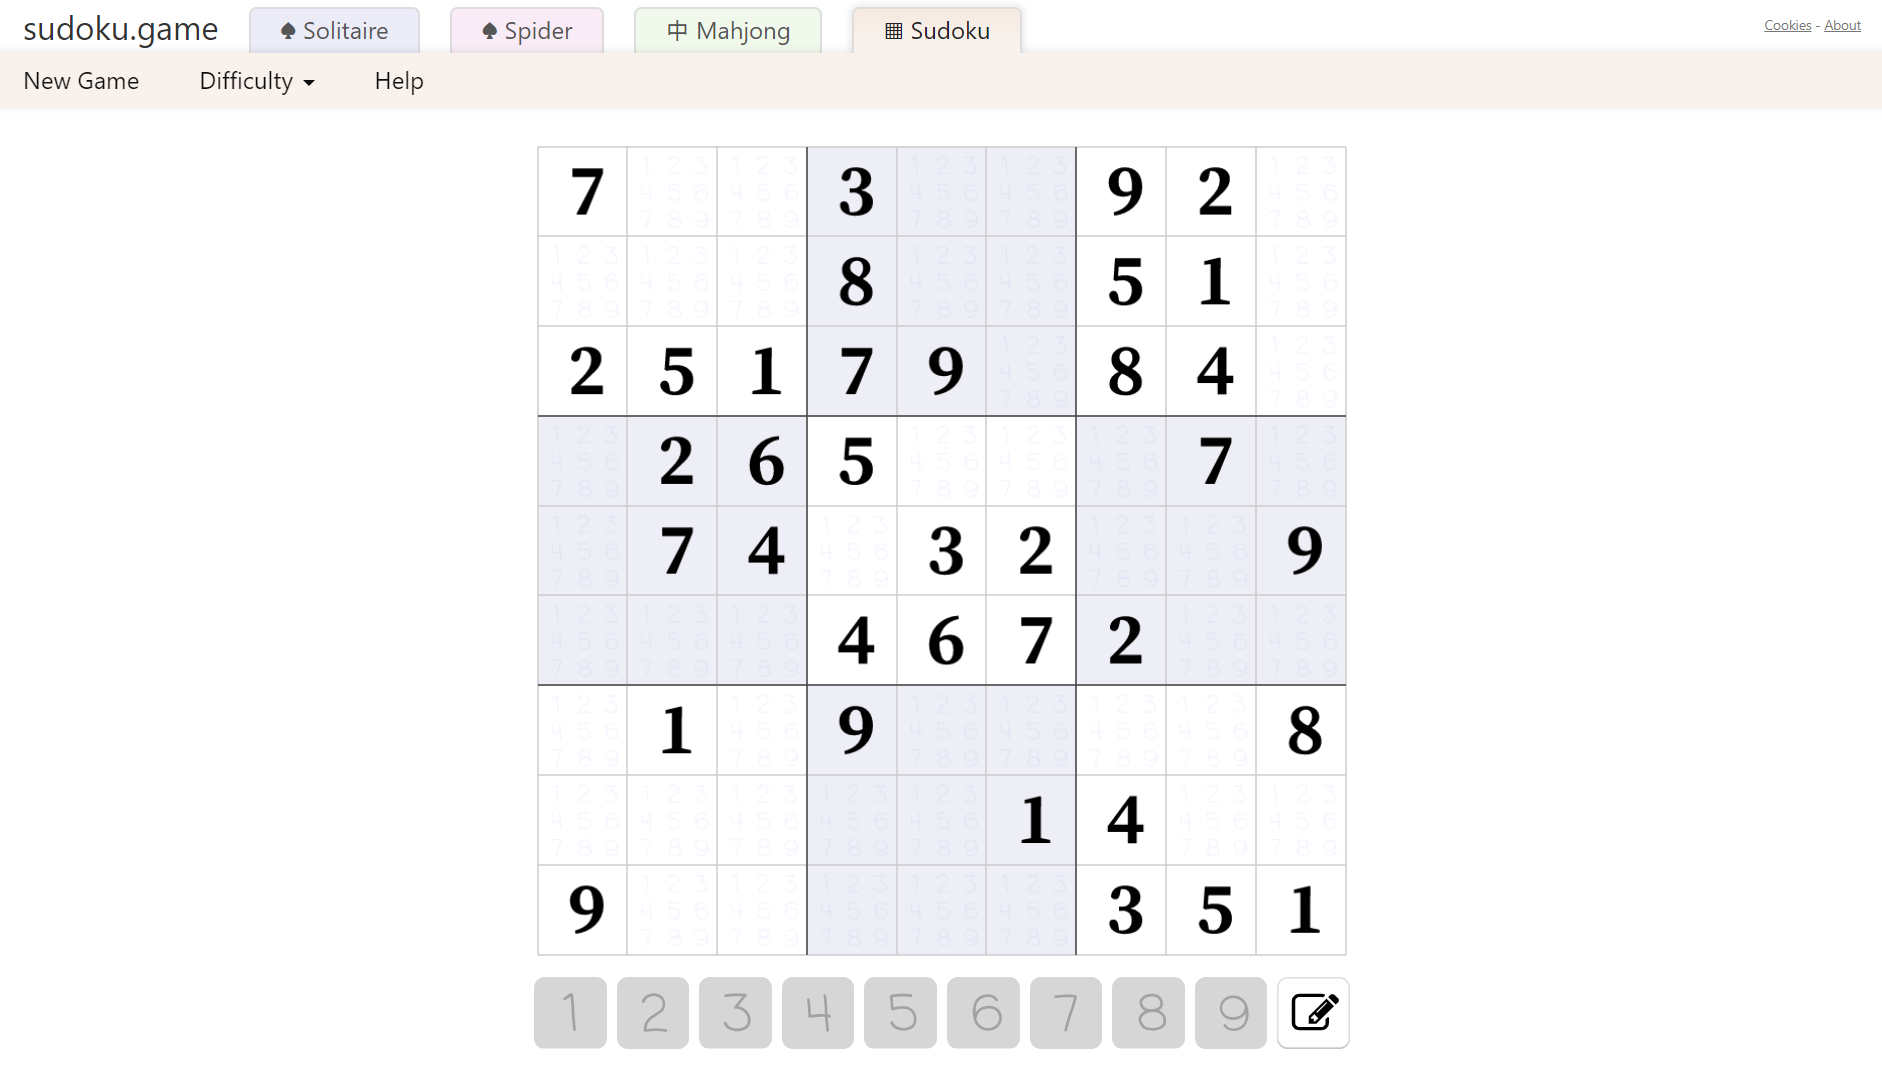 sudoku.game
♠ Solitaire
♠ Spider
中 Mahjong
▦ Sudoku
Cookies - About
New Game
Difficulty
Help
7 3 9 2
8 5 1
2 5 1 7 9 8 4
2 6 5 7
7 4 3 2 9
4 6 7 2
1 9 8
1 4
9 3 5 1
1 2 3 4 5 6 7 8 9